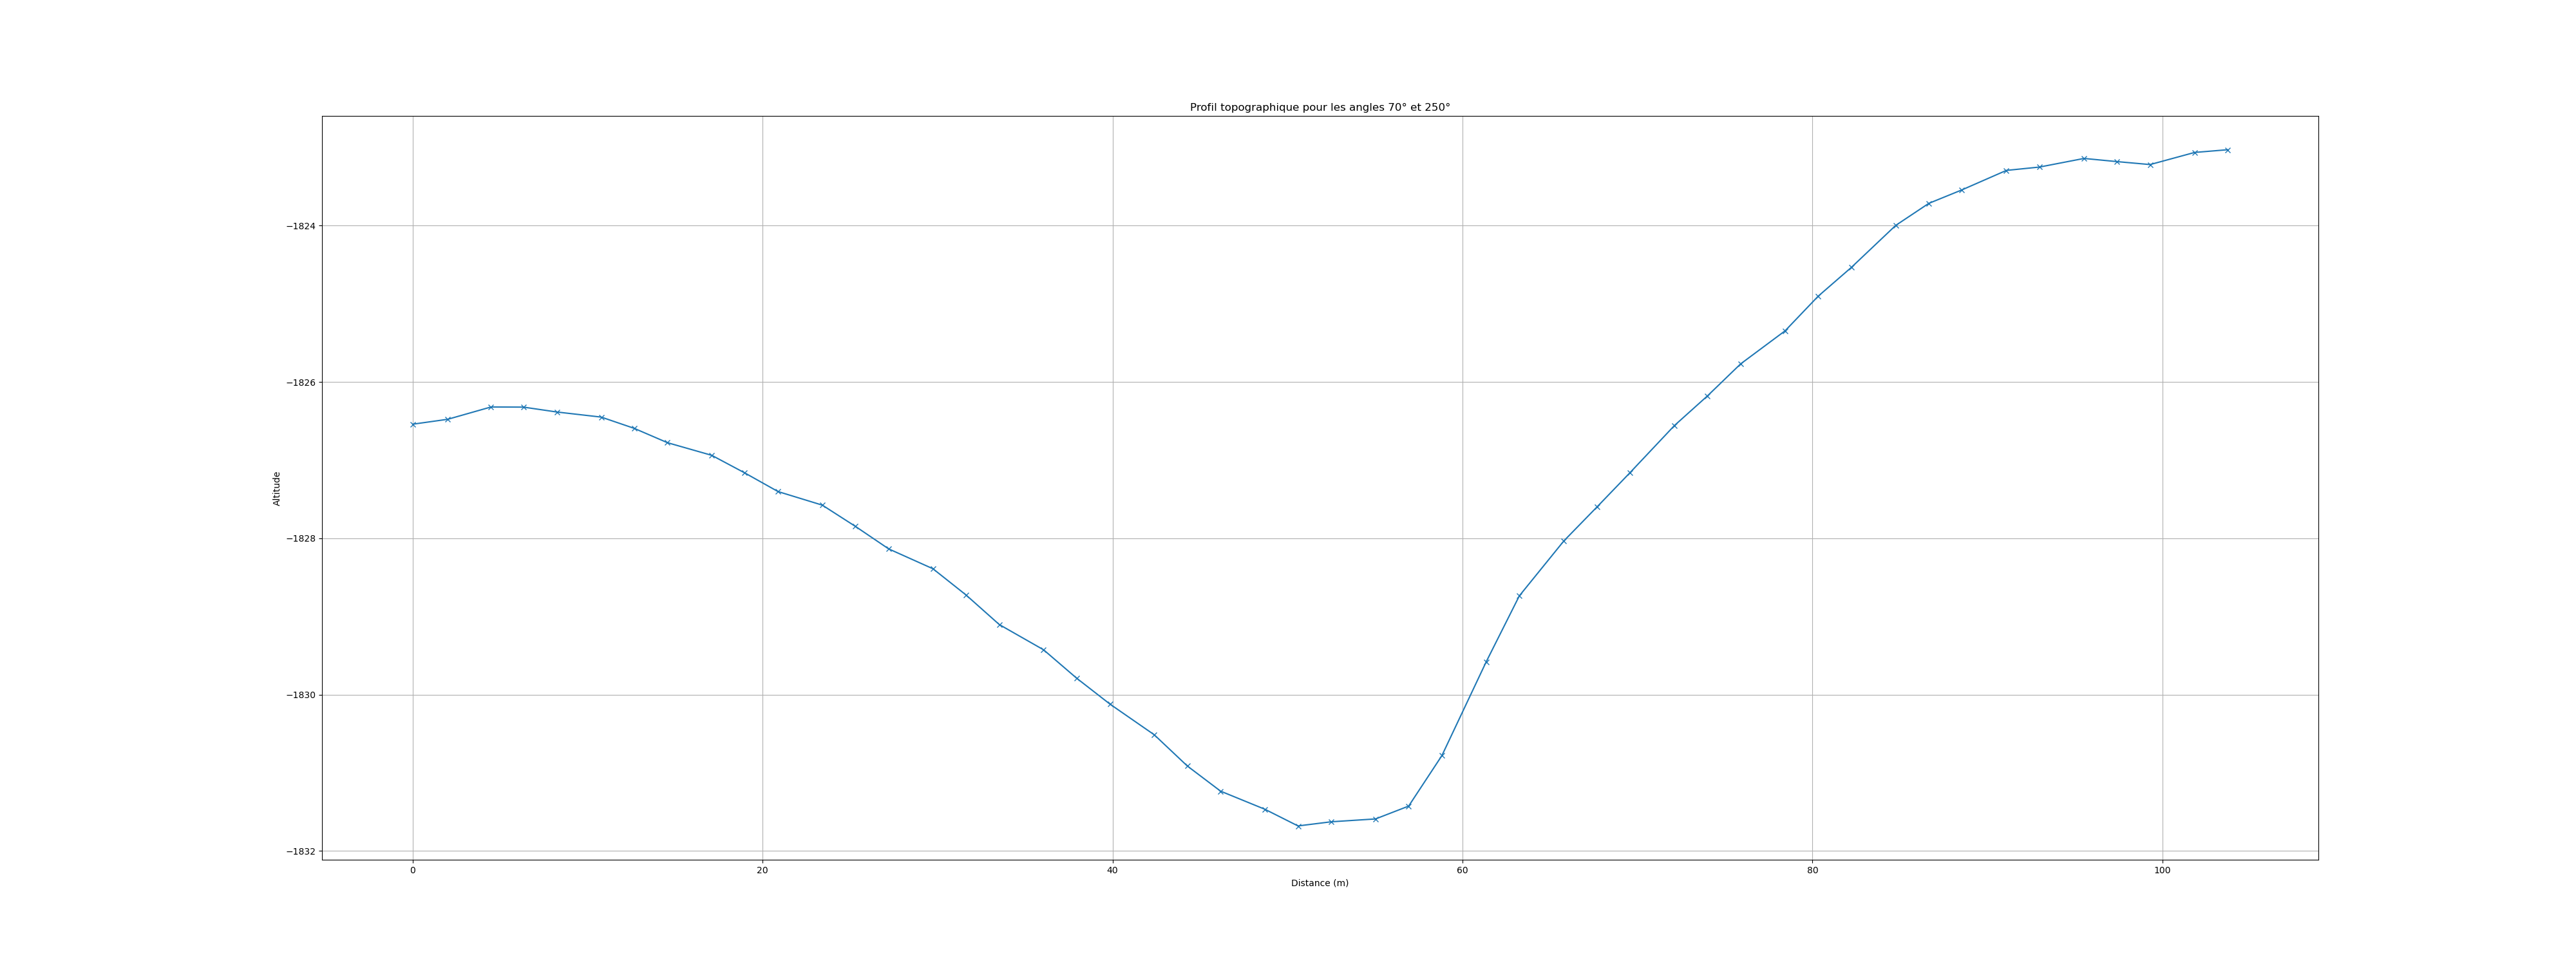 Profil topographique pour les angles 70° et 250°
Altitude
−1824
−1826
−1828
−1830
−1832
0 20 40 60 80 100
Distance (m)